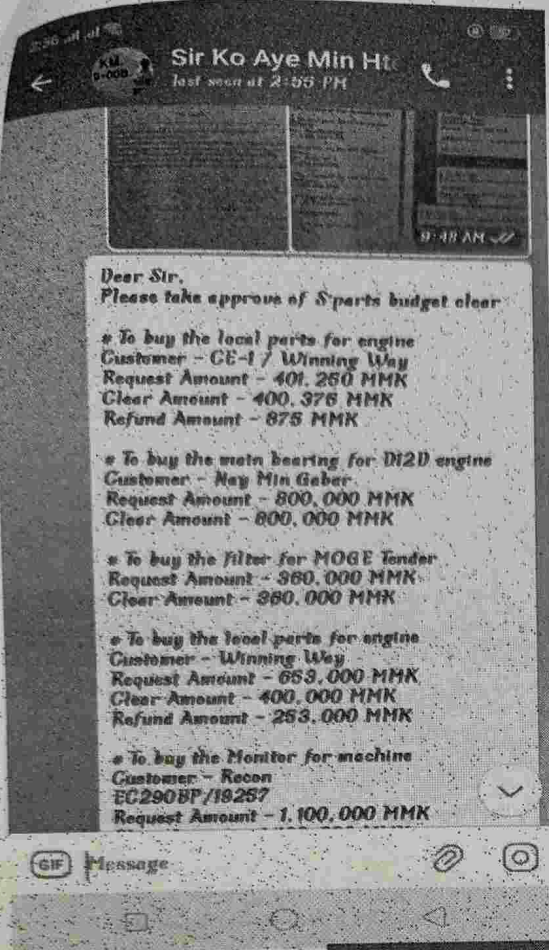 2:56
Sir Ko Aye Min Ht
last seen at 2:55 PM
9:48 AM
Dear Sir,
Please take approve of S'parts budget clear
# To buy the local parts for engine
Customer - CE-1 / Winning Way
Request Amount - 401,250 MMK
Clear Amount - 400,375 MMK
Refund Amount - 875 MMK
# To buy the main bearing for D12D engine
Customer - Nay Min Gabar
Request Amount - 800,000 MMK
Clear Amount - 800,000 MMK
# To buy the filter for MOGE Tender
Request Amount - 360,000 MMK
Clear Amount - 360,000 MMK
# To buy the local parts for engine
Customer - Winning Way
Request Amount - 653,000 MMK
Clear Amount - 400,000 MMK
Refund Amount - 253,000 MMK
# To buy the Monitor for machine
Customer - Recon
EC290BP/18257
Request Amount - 1,100,000 MMK
GIF Message